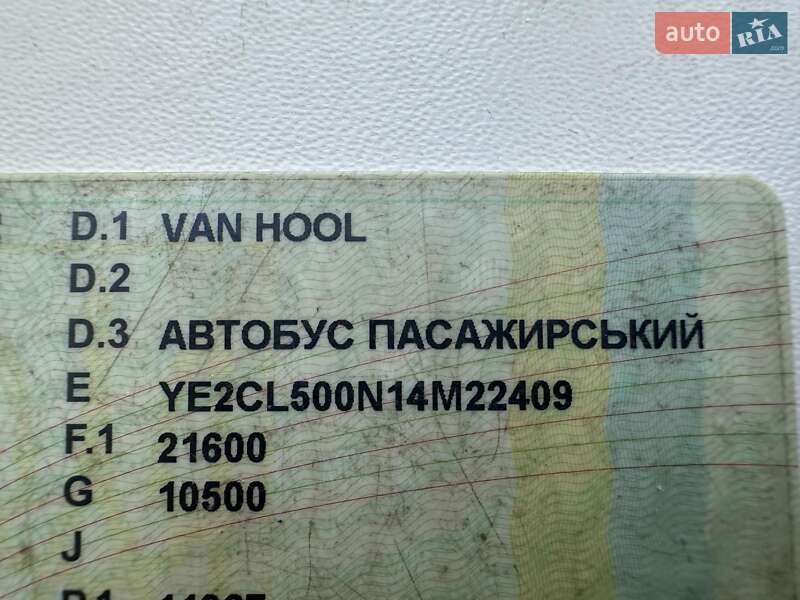 auto RIA
D.1 VAN HOOL
D.2
D.3 АВТОБУС ПАСАЖИРСЬКИЙ
E YE2CL500N14M22409
F.1 21600
G 10500
J